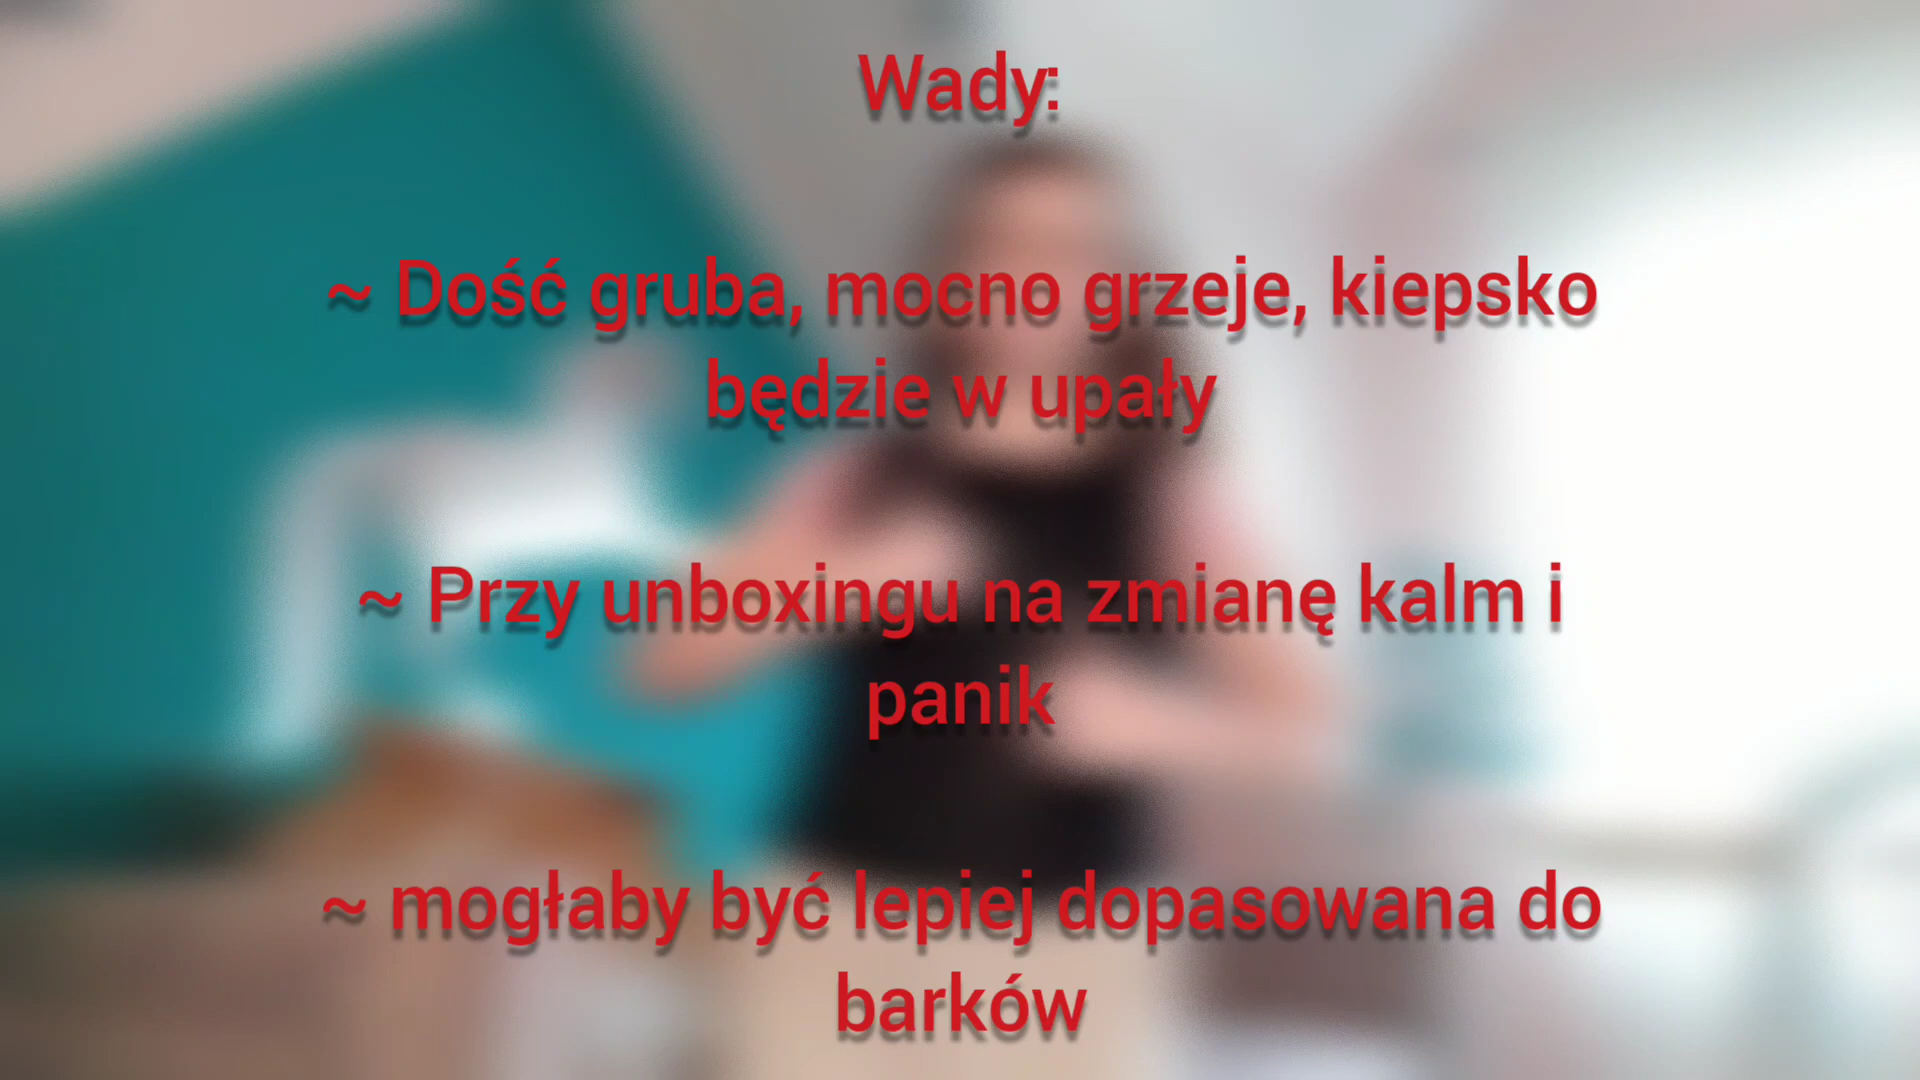 Wady:
~ Dość gruba, mocno grzeje, kiepsko
będzie w upały
~ Przy unboxingu na zmianę kalm i
panik
~ mogłaby być lepiej dopasowana do
barków